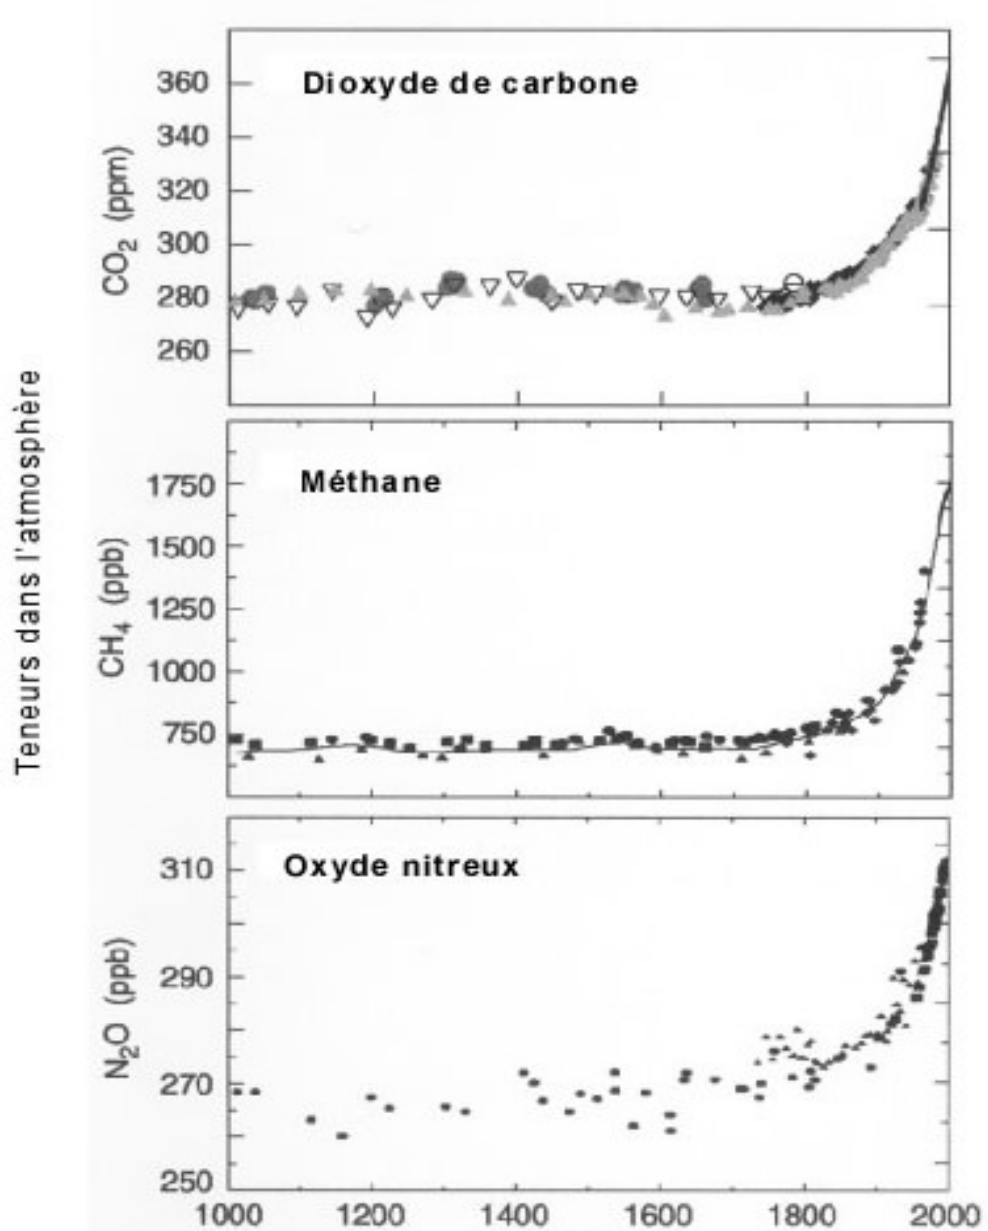 Teneurs dans l'atmosphère
Dioxyde de carbone
CO2 (ppm)
360
340
320
300
280
260
Méthane
CH4 (ppb)
1750
1500
1250
1000
750
Oxyde nitreux
N2O (ppb)
310
290
270
250
1000 1200 1400 1600 1800 2000